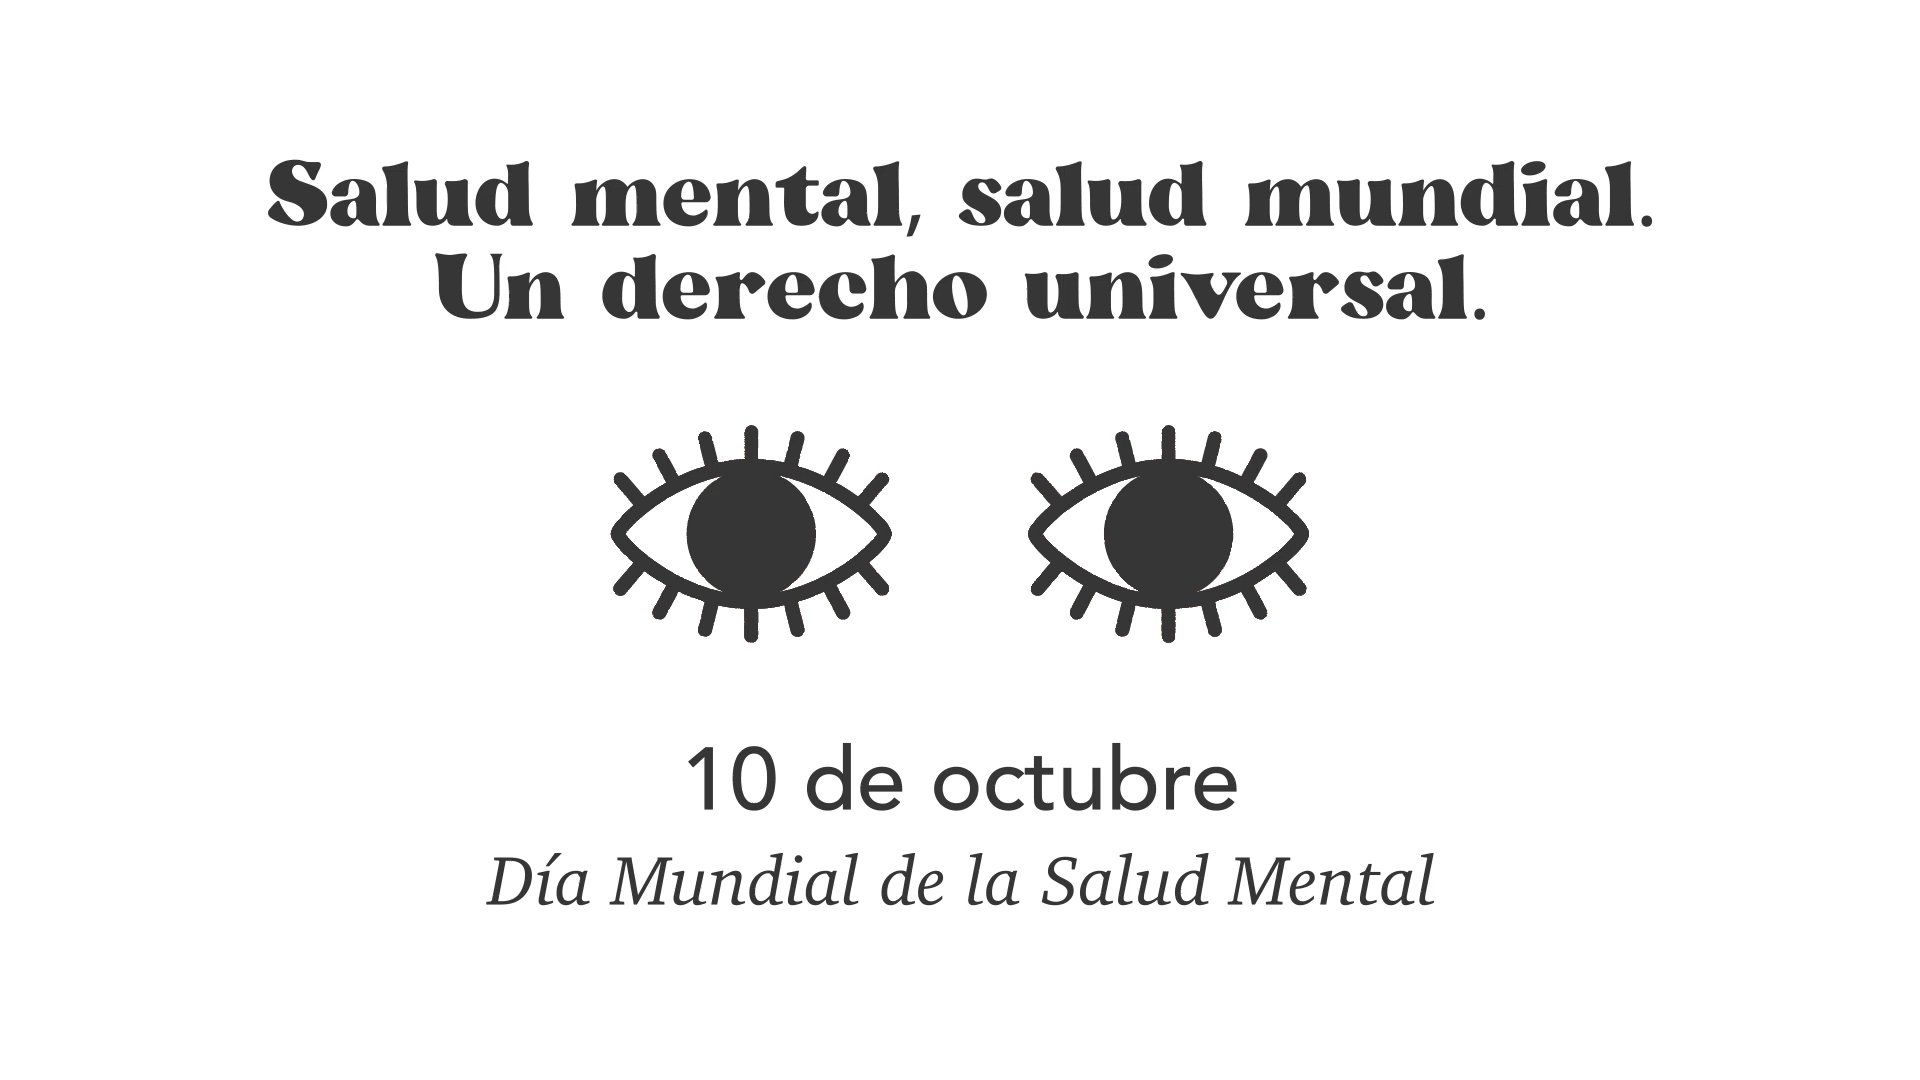 Salud mental, salud mundial.
Un derecho universal.
10 de octubre
Día Mundial de la Salud Mental